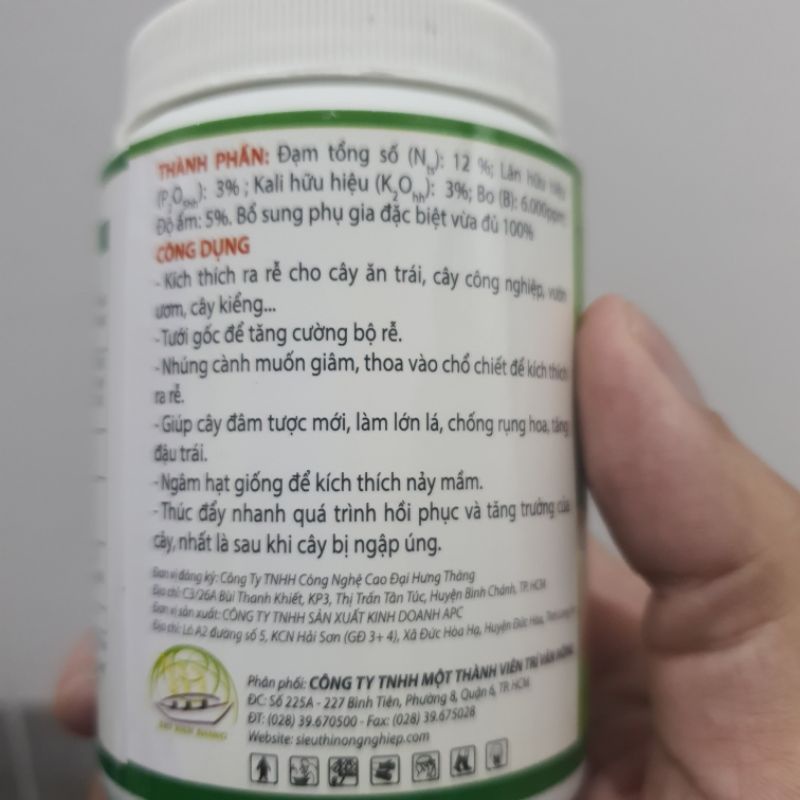 THÀNH PHẦN: Đạm tổng số (Nts): 12 %; Lân hữu hiệu
(P2O5hh): 3% ; Kali hữu hiệu (K2Ohh): 3%; Bo (B): 6.000ppm;
Độ ẩm: 5%. Bổ sung phụ gia đặc biệt vừa đủ 100%
CÔNG DỤNG
- Kích thích ra rễ cho cây ăn trái, cây công nghiệp, vườn
ươm, cây kiểng...
- Tưới gốc để tăng cường bộ rễ.
- Nhúng cành muốn giâm, thoa vào chổ chiết để kích thích
ra rễ.
- Giúp cây đâm tược mới, làm lớn lá, chống rụng hoa, tăng
đậu trái.
- Ngâm hạt giống để kích thích nảy mầm.
- Thúc đẩy nhanh quá trình hồi phục và tăng trưởng của
cây, nhất là sau khi cây bị ngập úng.
Đơn vị đăng ký: Công Ty TNHH Công Nghệ Cao Đại Hưng Thăng
Địa chỉ: C3/26A Bùi Thanh Khiết, KP3, Thị Trấn Tân Túc, Huyện Bình Chánh, TP. HCM
Đơn vị sản xuất: CÔNG TY TNHH SẢN XUẤT KINH DOANH APC
Địa chỉ: Lô A2 đường số 5, KCN Hải Sơn (GĐ 3+ 4), Xã Đức Hòa Hạ, Huyện Đức Hòa,
Phân phối: CÔNG TY TNHH MỘT THÀNH VIÊN TRÍ VĂN NÔNG
ĐC: Số 225A - 227 Bình Tiên, Phường 8, Quận 6, TP. HCM
ĐT: (028) 39.670500 - Fax: (028) 39.675028
Website: sieuthinongnghiep.com